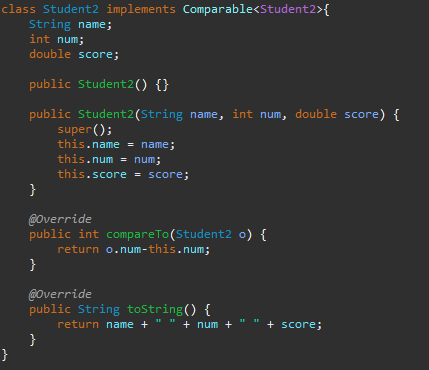 class Student2 implements Comparable<Student2>{
    String name;
    int num;
    double score;

    public Student2() {}

    public Student2(String name, int num, double score) {
        super();
        this.name = name;
        this.num = num;
        this.score = score;
    }

    @Override
    public int compareTo(Student2 o) {
        return o.num-this.num;
    }

    @Override
    public String toString() {
        return name + " " + num + " " + score;
    }
}